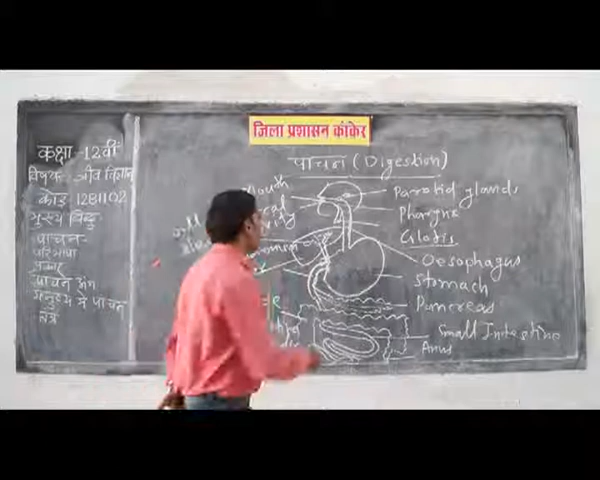 जिला प्रशासन कांकेर
कक्षा - 12वीं
विषय - जीव विज्ञान
कोड - 1281102
मुख्य बिन्दु -
पाचन -
परिभाषा
प्रकार
पाचन अंग
मनुष्य में पाचन
तंत्र
पाचन (Digestion)
Mouth
Parotid glands
Pharynx
Glotis
Oesophagus
Stomach
Pancreas
Small Intestine
Anus